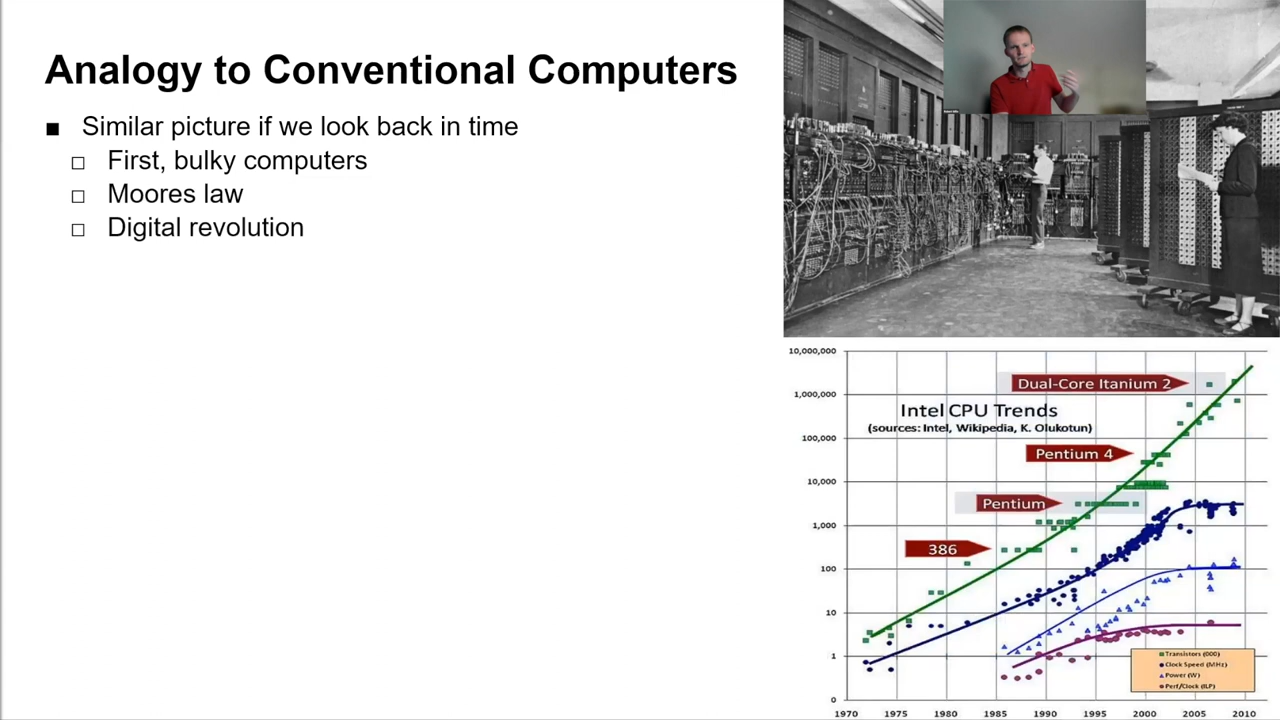 Analogy to Conventional Computers
■ Similar picture if we look back in time
□ First, bulky computers
□ Moores law
□ Digital revolution
10,000,000
1,000,000
100,000
10,000
1,000
100
10
1
0
Dual-Core Itanium 2
Intel CPU Trends
(sources: Intel, Wikipedia, K. Olukotun)
Pentium 4
Pentium
386
Transistors (000)
Clock Speed (MHz)
Power (W)
Perf/Clock (ILP)
1970 1975 1980 1985 1990 1995 2000 2005 2010